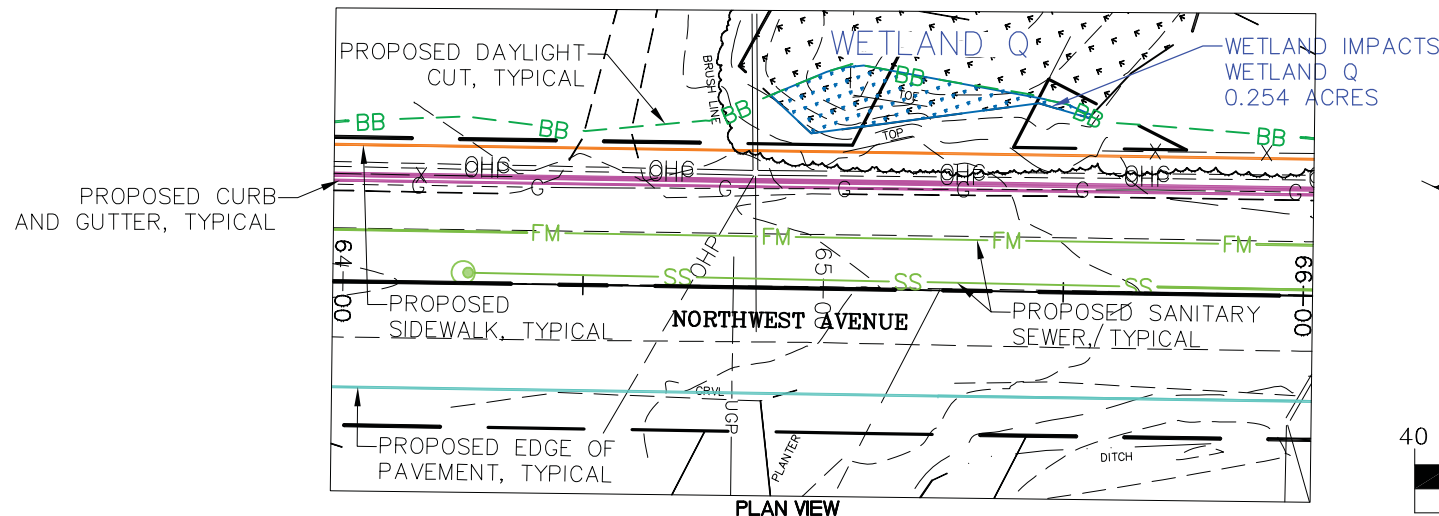 PROPOSED DAYLIGHT
CUT, TYPICAL
BRUSH LINE
WETLAND Q
WETLAND IMPACTS
WETLAND Q
0.254 ACRES
BB
BB
BB
BB
BB
BB
TOE
TOP
PROPOSED CURB
AND GUTTER, TYPICAL
OHP
OHP
OHP
OHP
X
X
X
G
G
G
G
G
G
G
FM
FM
FM
FM
SS
SS
SS
OHP
64+00
65+00
66+00
PROPOSED
SIDEWALK, TYPICAL
NORTHWEST AVENUE
PROPOSED SANITARY
SEWER, TYPICAL
GRVL
UGP
PLANTER
DITCH
PROPOSED EDGE OF
PAVEMENT, TYPICAL
40
PLAN VIEW